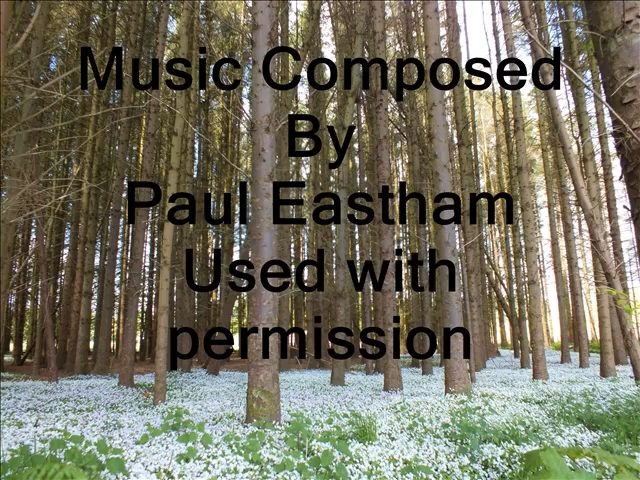 Music Composed
By
Paul Eastham
Used with
permission